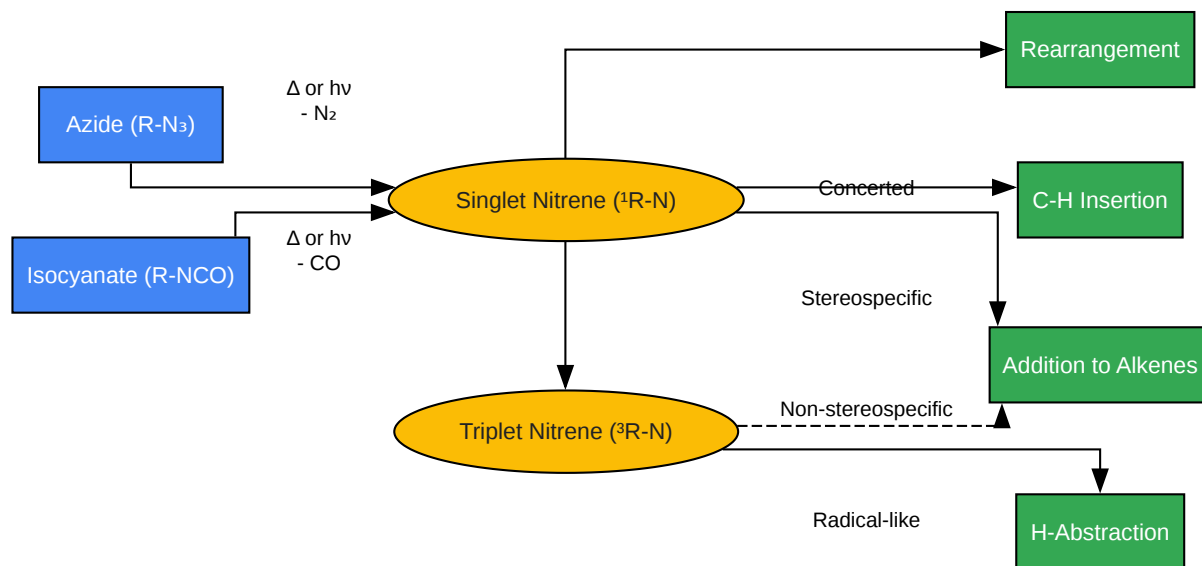 Rearrangement
Δ or hν
- N₂
Azide (R-N₃)
Singlet Nitrene (¹R-N)
Concerted
C-H Insertion
Δ or hν
- CO
Isocyanate (R-NCO)
Stereospecific
Addition to Alkenes
Non-stereospecific
Triplet Nitrene (³R-N)
Radical-like
H-Abstraction